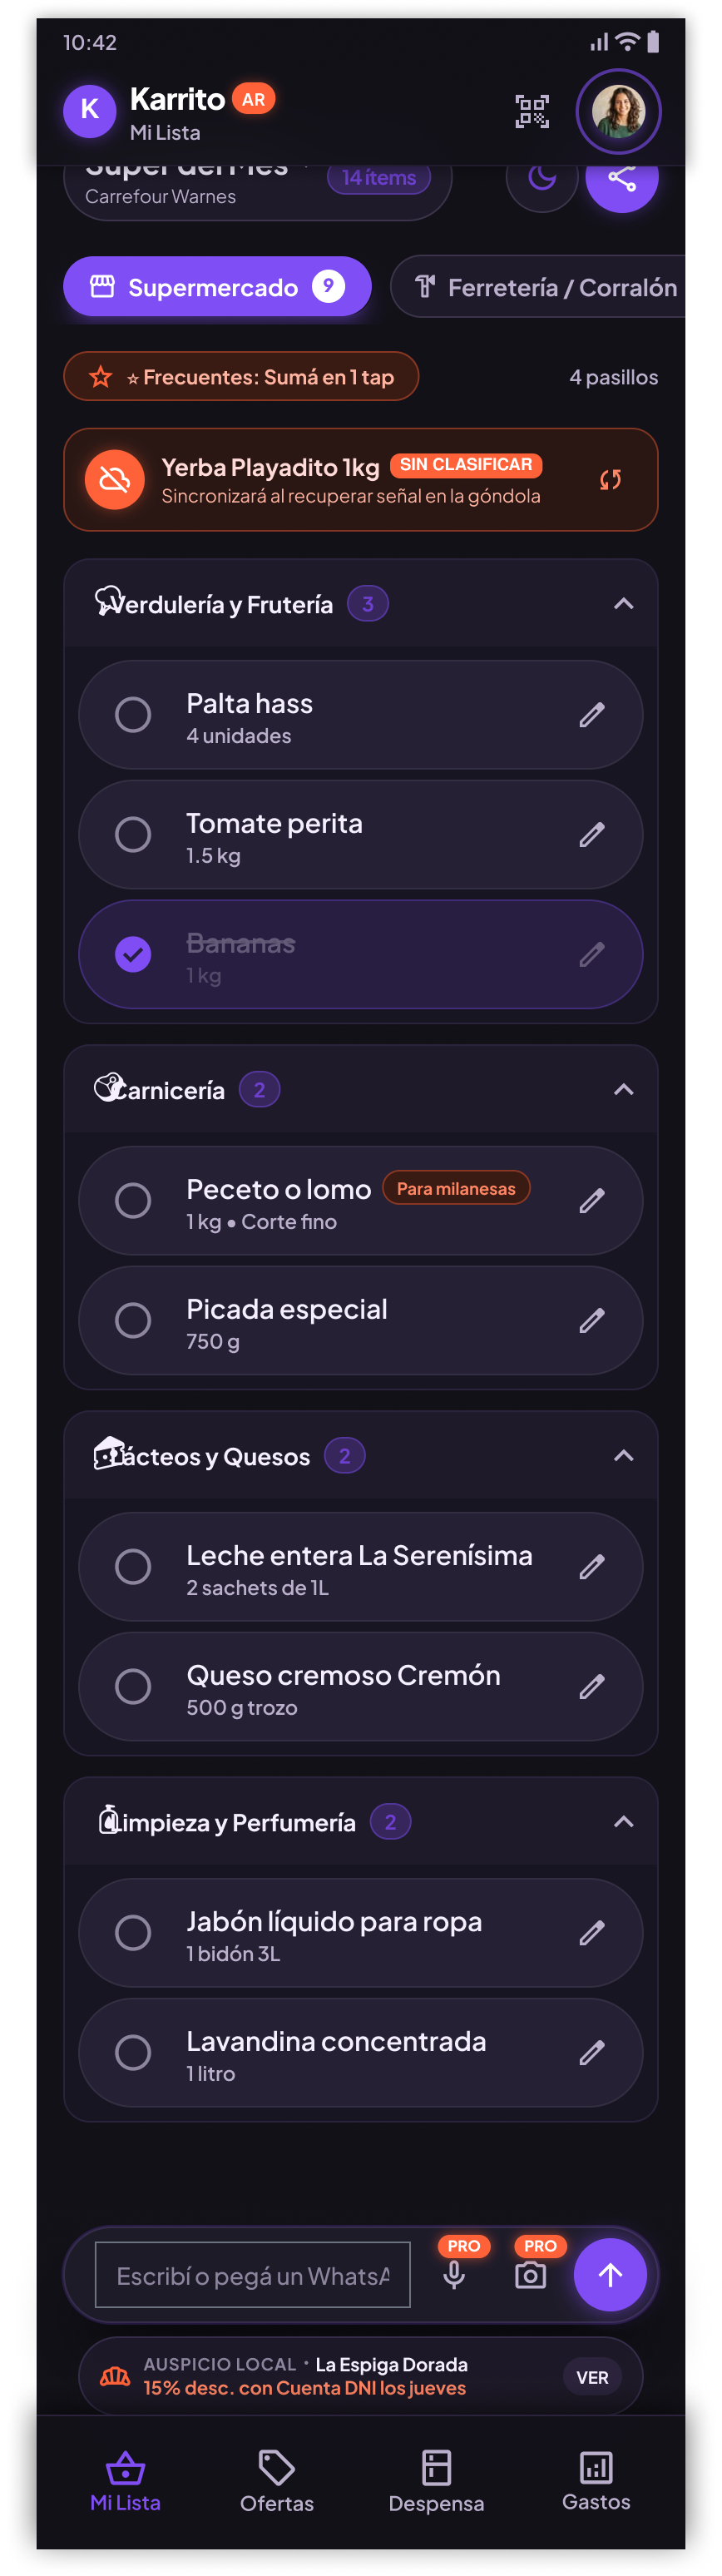 10:42
K
Karrito AR
Mi Lista
Super del Mes
14 ítems
Carrefour Warnes
Supermercado 9
Ferretería / Corralón
⭐ Frecuentes: Sumá en 1 tap
4 pasillos
Yerba Playadito 1kg SIN CLASIFICAR
Sincronizará al recuperar señal en la góndola
Verdulería y Frutería 3
Palta hass
4 unidades
Tomate perita
1.5 kg
Bananas
1 kg
Carnicería 2
Peceto o lomo Para milanesas
1 kg • Corte fino
Picada especial
750 g
Lácteos y Quesos 2
Leche entera La Serenísima
2 sachets de 1L
Queso cremoso Cremón
500 g trozo
Limpieza y Perfumería 2
Jabón líquido para ropa
1 bidón 3L
Lavandina concentrada
1 litro
PRO PRO
Escribí o pegá un WhatsA
AUSPICIO LOCAL • La Espiga Dorada
15% desc. con Cuenta DNI los jueves
VER
Mi Lista
Ofertas
Despensa
Gastos